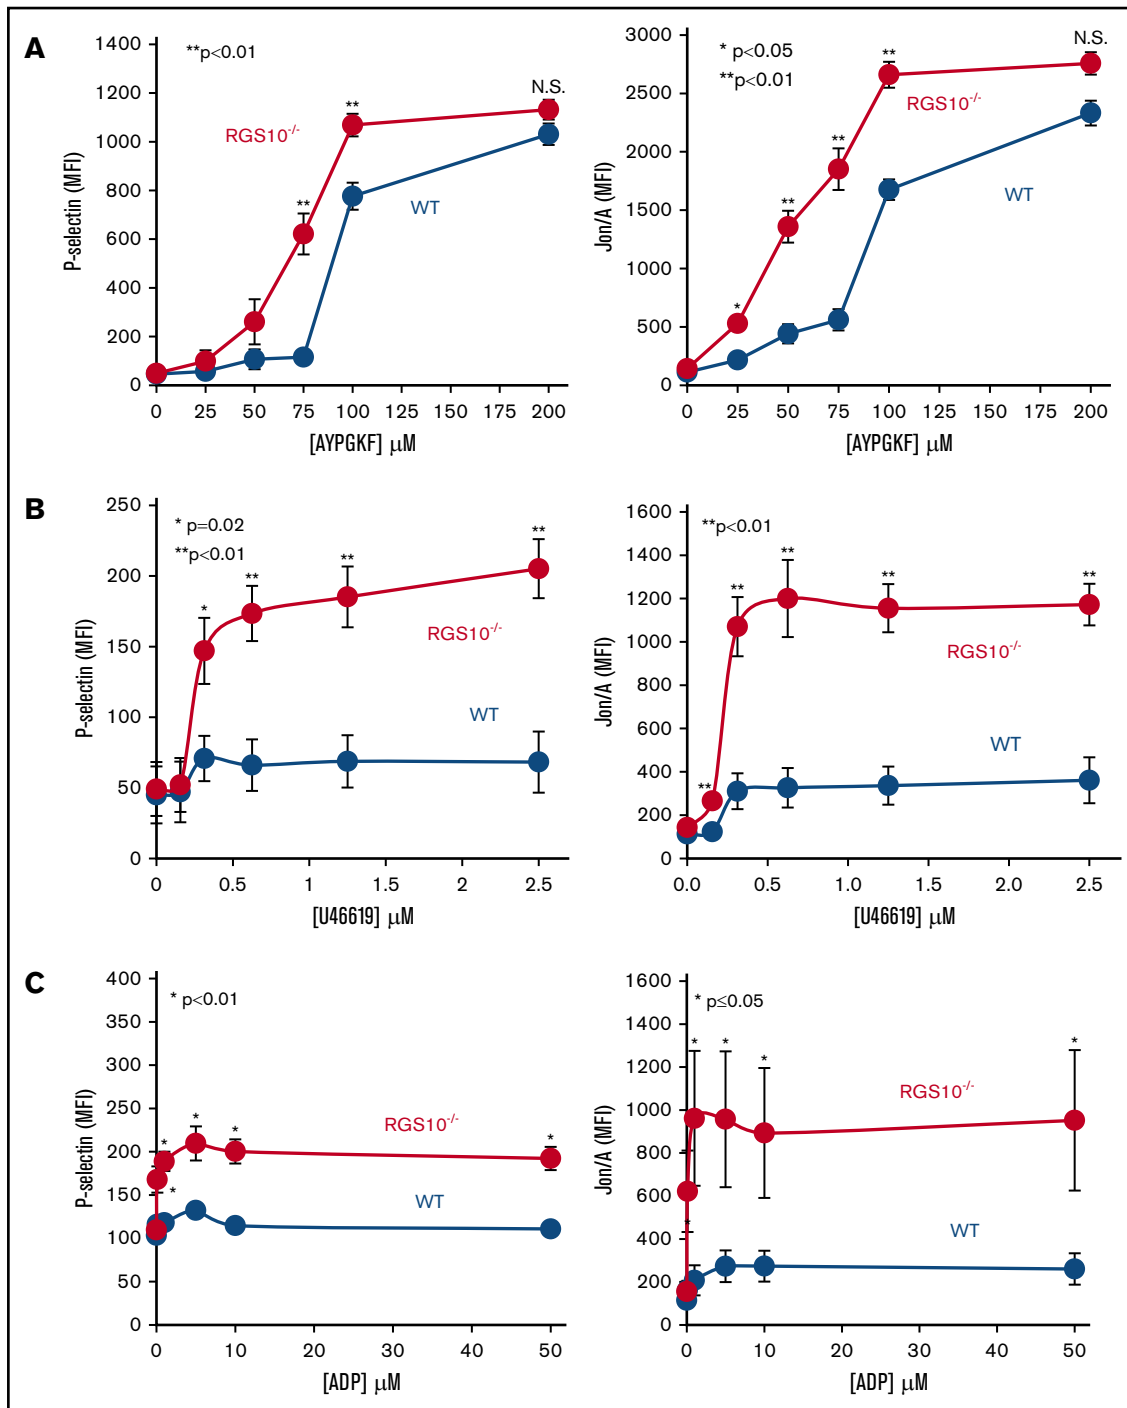 A
P-selectin (MFI)
1400
1200
1000
800
600
400
200
0
**p<0.01
RGS10-/-
WT
**
**
N.S.
0 25 50 75 100 125 150 175 200
[AYPGKF] µM
Jon/A (MFI)
3000
2500
2000
1500
1000
500
0
* p<0.05
**p<0.01
RGS10-/-
WT
*
**
**
**
N.S.
0 25 50 75 100 125 150 175 200
[AYPGKF] µM
B
P-selectin (MFI)
250
200
150
100
50
0
* p=0.02
**p<0.01
RGS10-/-
WT
*
**
**
**
0 0.5 1 1.5 2 2.5
[U46619] µM
Jon/A (MFI)
1600
1400
1200
1000
800
600
400
200
0
**p<0.01
RGS10-/-
WT
**
**
**
**
**
0.0 0.5 1.0 1.5 2.0 2.5
[U46619] µM
C
P-selectin (MFI)
400
350
300
250
200
150
100
50
0
* p<0.01
RGS10-/-
WT
*
*
*
*
*
0 10 20 30 40 50
[ADP] µM
Jon/A (MFI)
1600
1400
1200
1000
800
600
400
200
0
* p≤0.05
RGS10-/-
WT
*
*
*
*
*
0 10 20 30 40 50
[ADP] µM